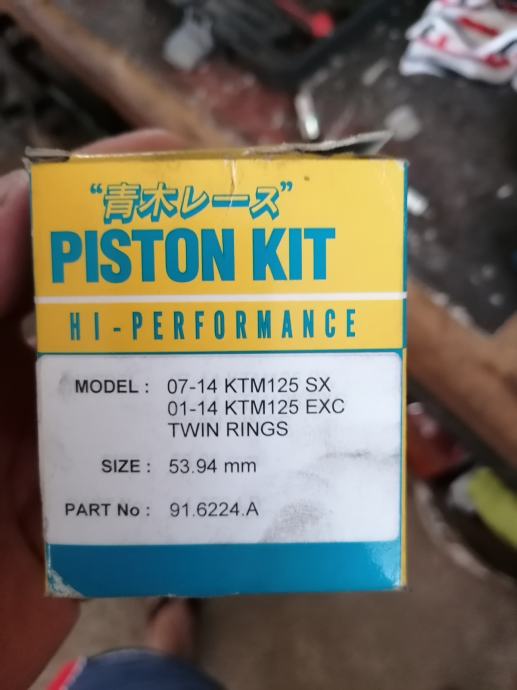 “青木レース”
PISTON KIT
HI-PERFORMANCE
MODEL : 07-14 KTM125 SX
01-14 KTM125 EXC
TWIN RINGS
SIZE : 53.94 mm
PART No : 91.6224.A